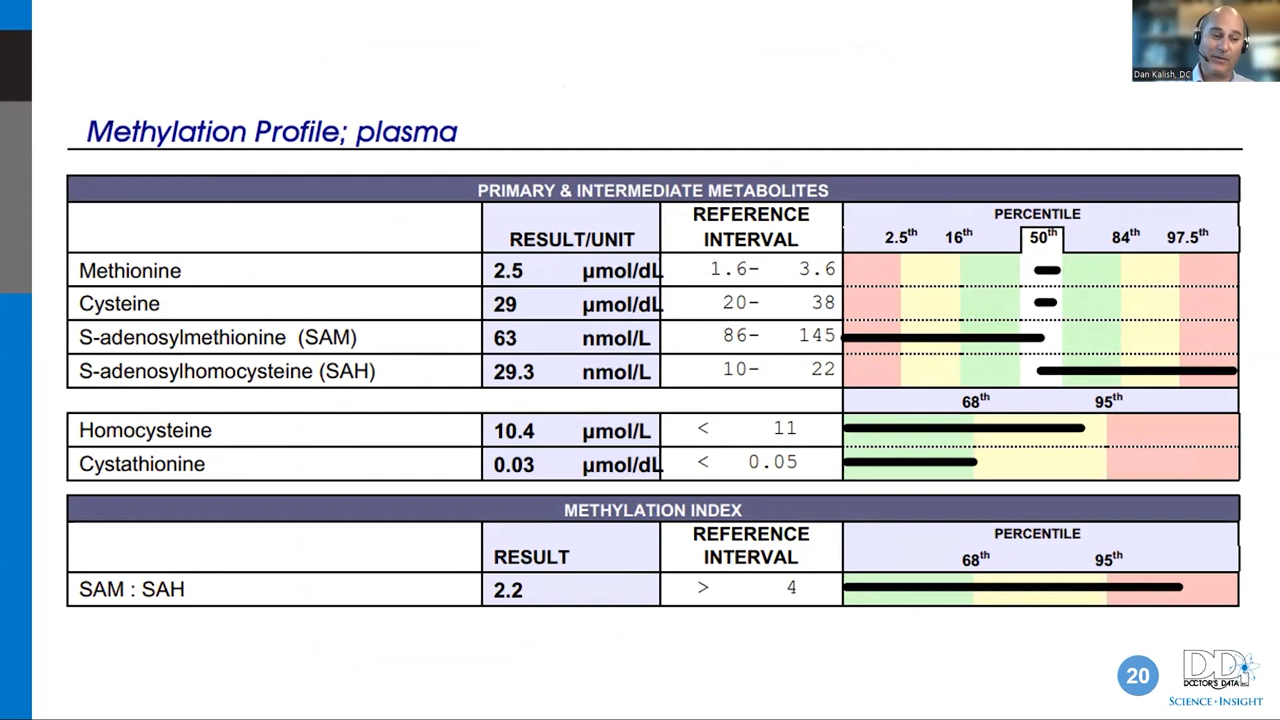 Dan Kalish, DC
Methylation Profile; plasma
PRIMARY & INTERMEDIATE METABOLITES
RESULT/UNIT REFERENCE INTERVAL PERCENTILE
2.5th 16th 50th 84th 97.5th
Methionine 2.5 µmol/dL 1.6- 3.6
Cysteine 29 µmol/dL 20- 38
S-adenosylmethionine (SAM) 63 nmol/L 86- 145
S-adenosylhomocysteine (SAH) 29.3 nmol/L 10- 22
68th 95th
Homocysteine 10.4 µmol/L < 11
Cystathionine 0.03 µmol/dL < 0.05
METHYLATION INDEX
RESULT REFERENCE INTERVAL PERCENTILE
68th 95th
SAM : SAH 2.2 > 4
20
DDI
DOCTOR'S DATA INC
SCIENCE + INSIGHT